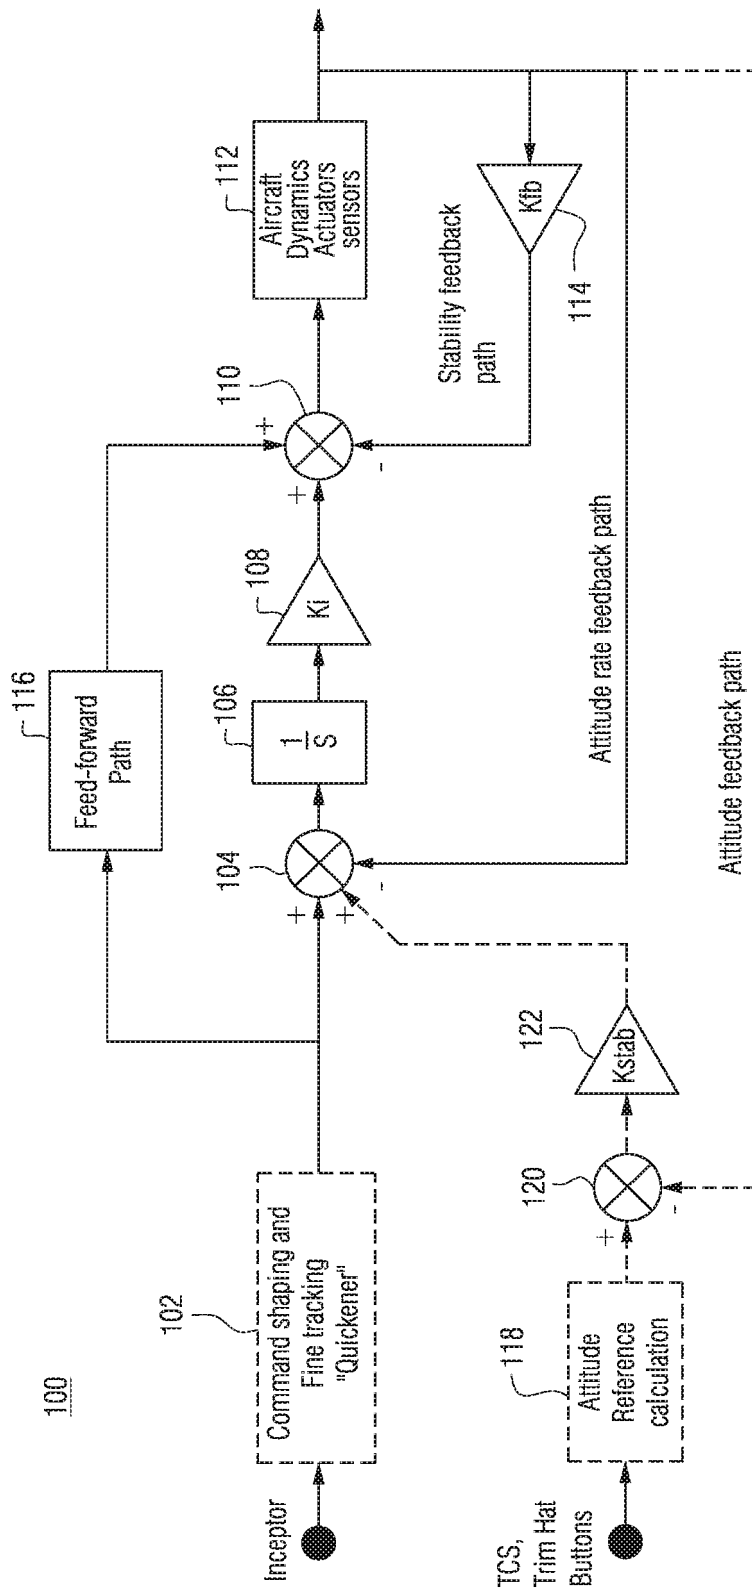 100
Inceptor
102
Command shaping and
Fine tracking
"Quickener"
116
Feed-forward
Path
104
+
+
-
106
1
S
108
Ki
110
+
+
-
112
Aircraft
Dynamics
Actuators
sensors
Stability feedback
path
Kfb
114
Attitude rate feedback path
Attitude feedback path
TCS,
Trim Hat
Buttons
118
Attitude
Reference
calculation
120
+
-
122
Kstab